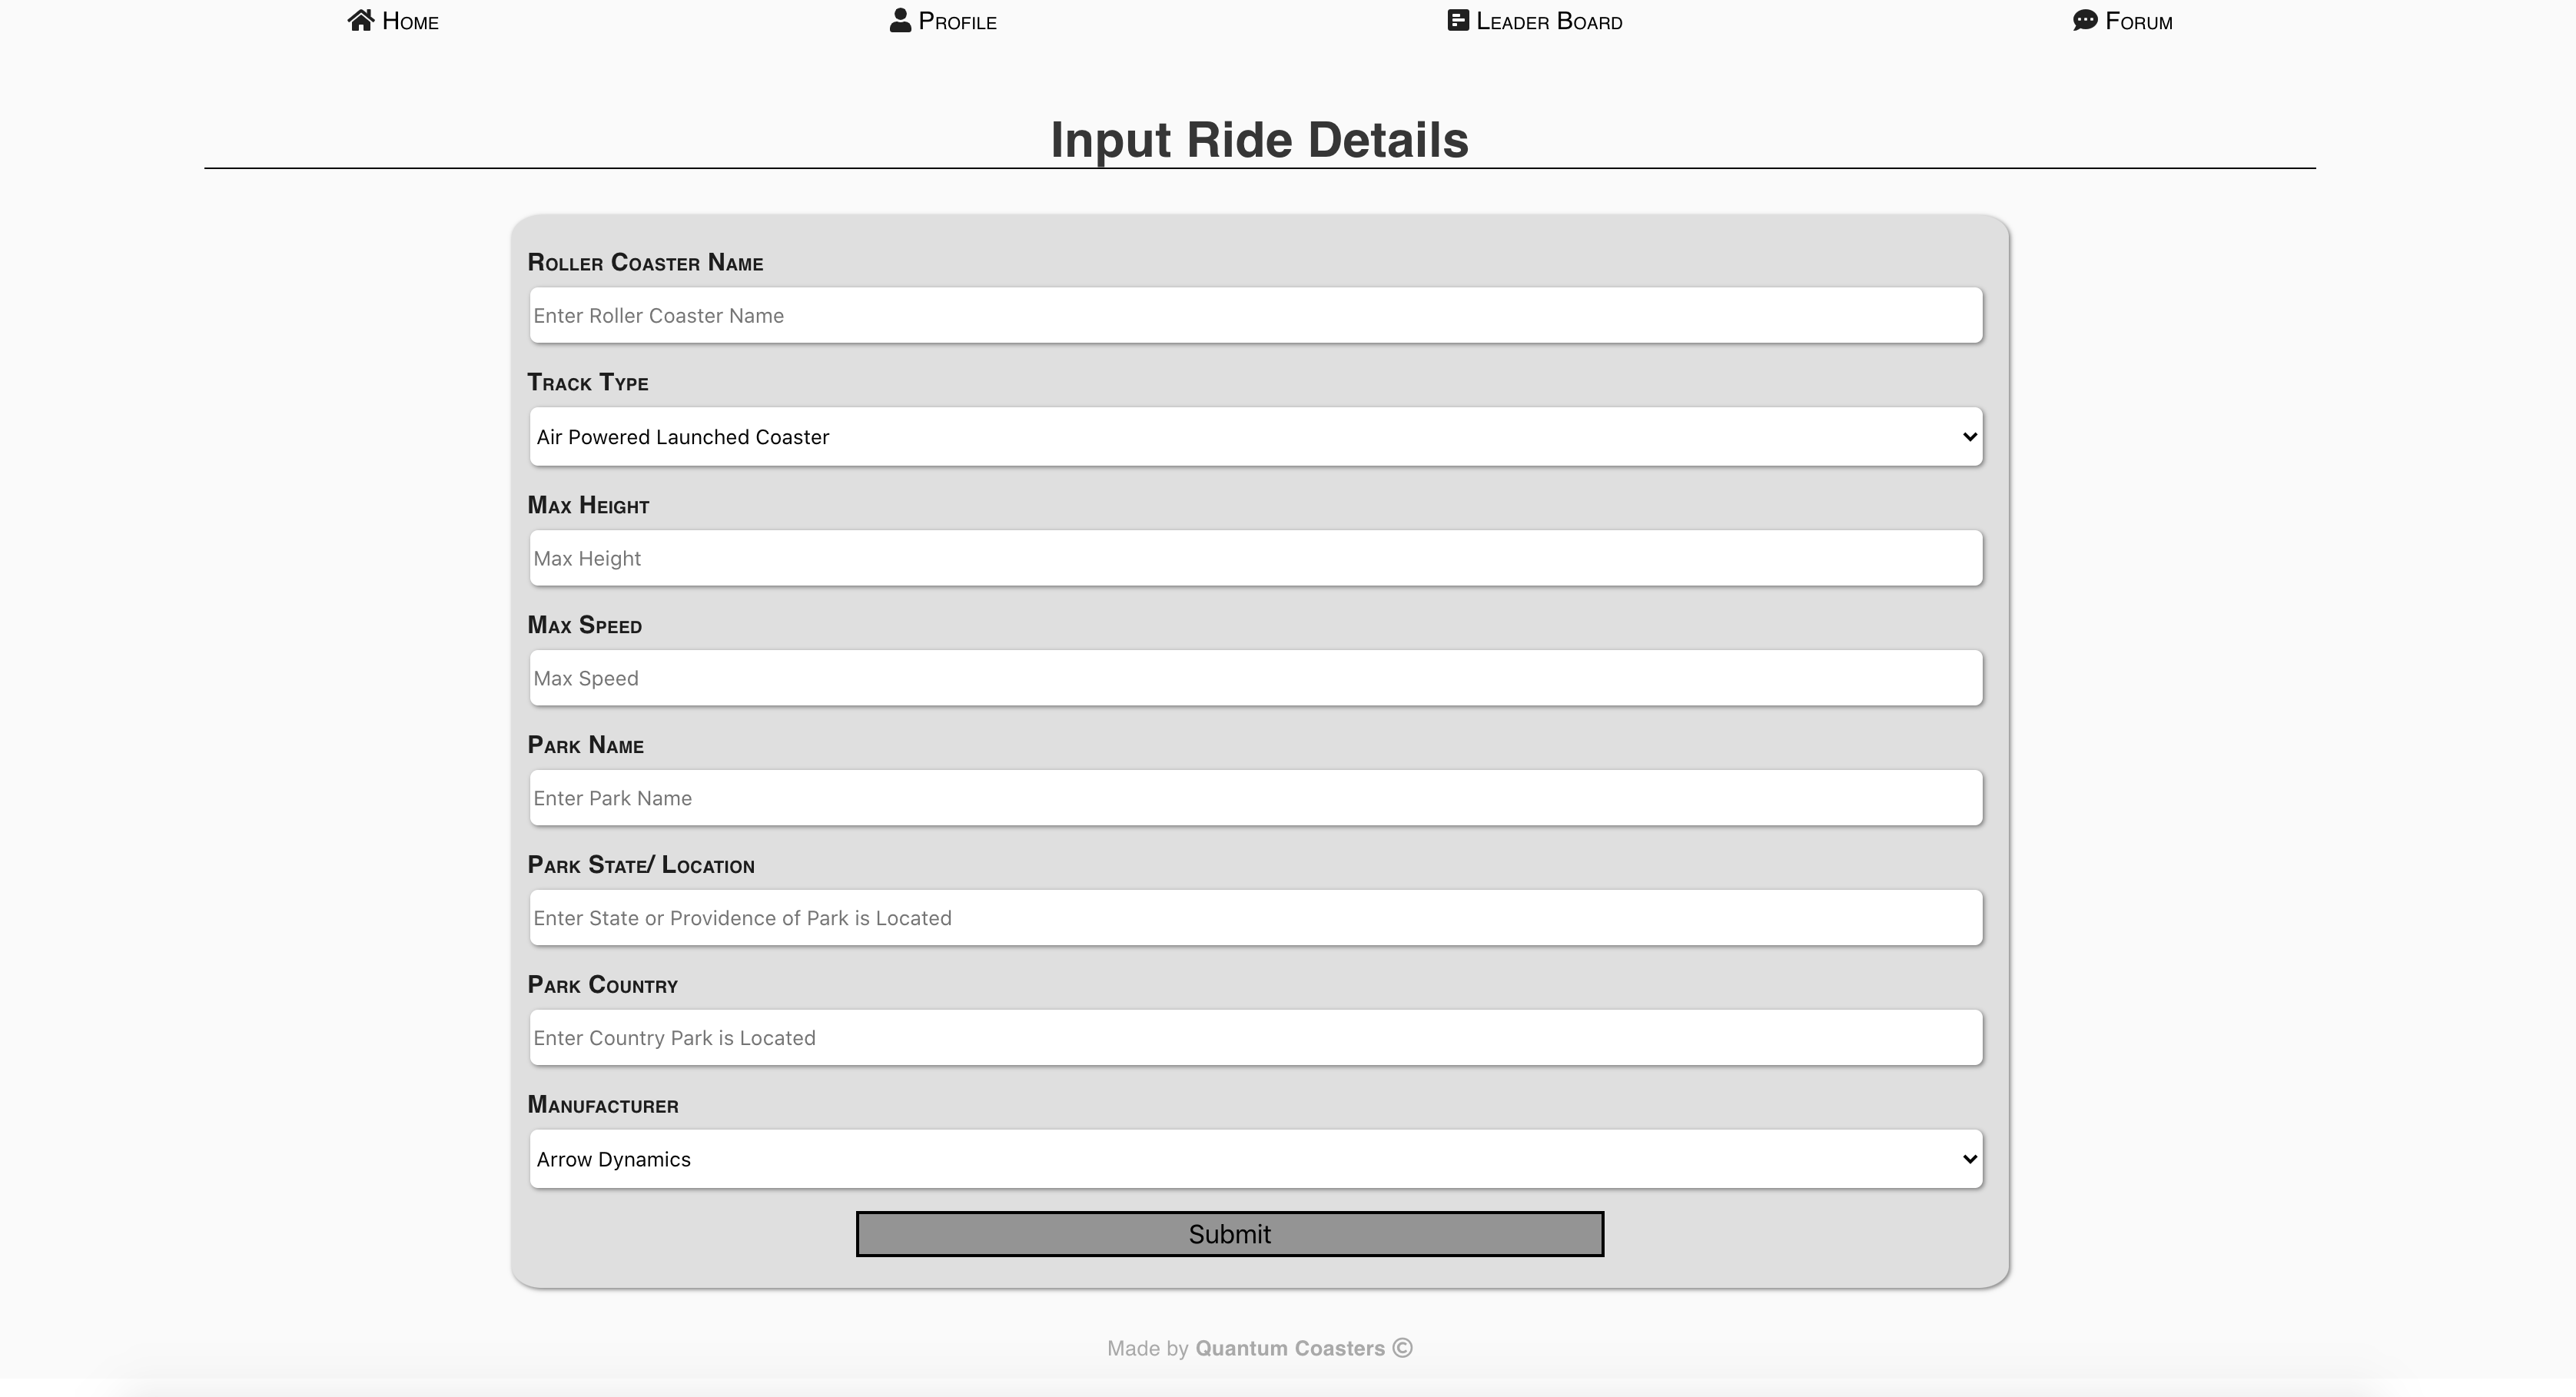 Home Profile Leader Board Forum
Input Ride Details
Roller Coaster Name
Enter Roller Coaster Name
Track Type
Air Powered Launched Coaster
Max Height
Max Height
Max Speed
Max Speed
Park Name
Enter Park Name
Park State/ Location
Enter State or Providence of Park is Located
Park Country
Enter Country Park is Located
Manufacturer
Arrow Dynamics
Submit
Made by Quantum Coasters ©